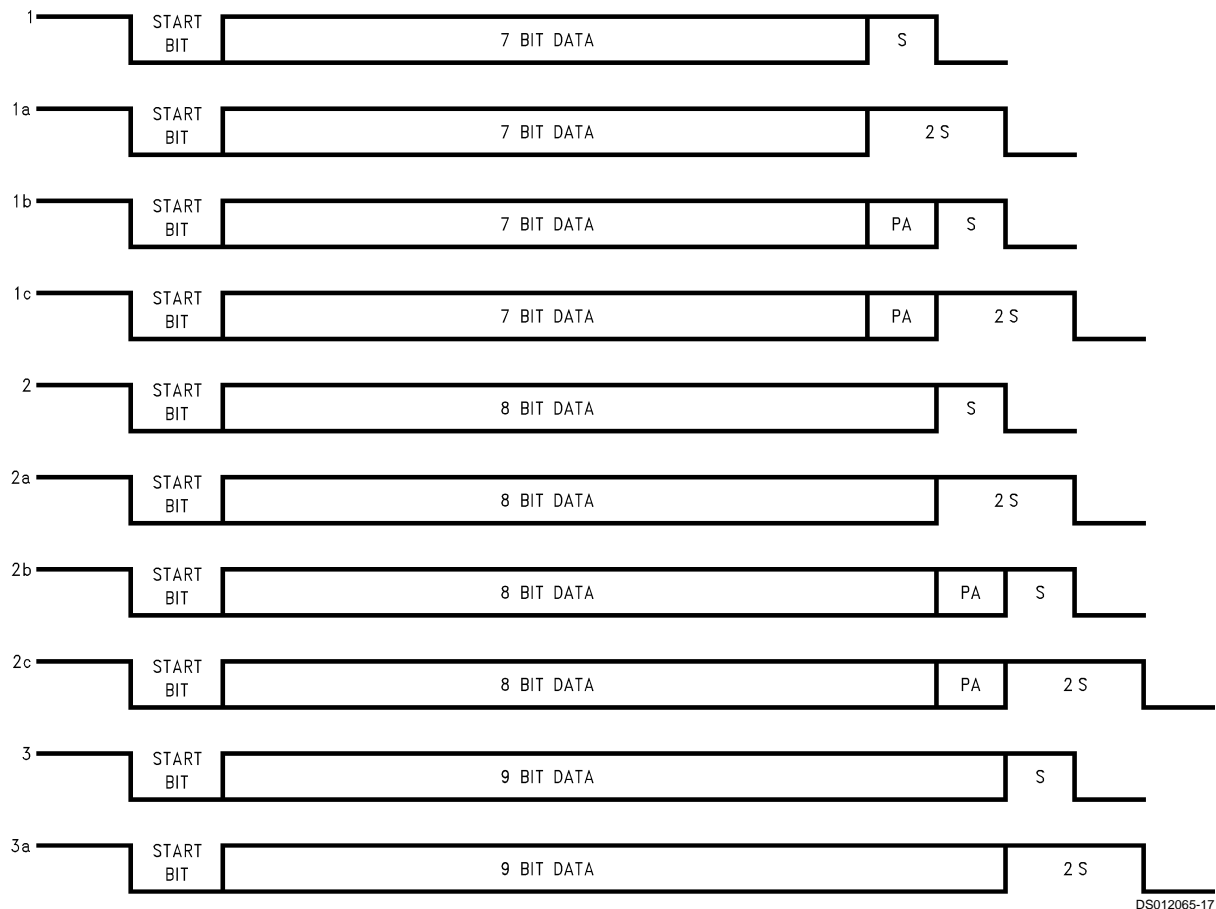 1 START BIT 7 BIT DATA S
1a START BIT 7 BIT DATA 2 S
1b START BIT 7 BIT DATA PA S
1c START BIT 7 BIT DATA PA 2 S
2 START BIT 8 BIT DATA S
2a START BIT 8 BIT DATA 2 S
2b START BIT 8 BIT DATA PA S
2c START BIT 8 BIT DATA PA 2 S
3 START BIT 9 BIT DATA S
3a START BIT 9 BIT DATA 2 S
DS012065-17